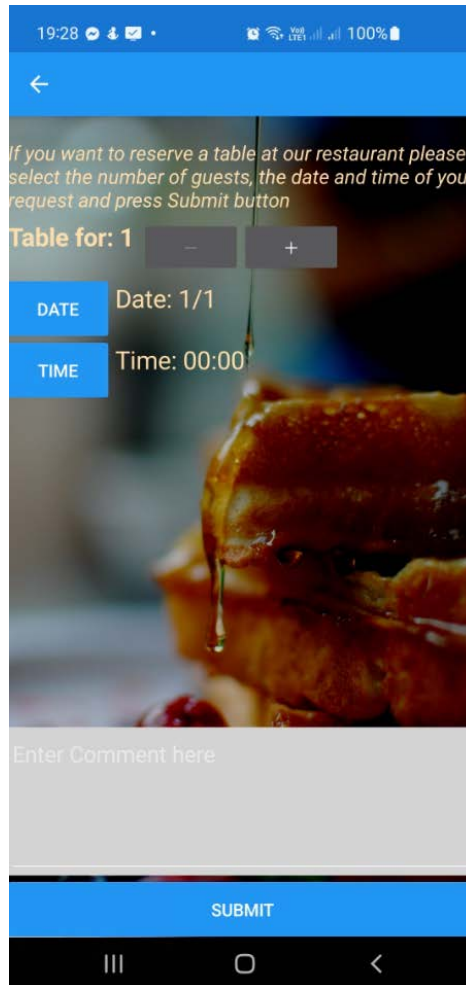 19:28
Vo))
LTE1
100%
If you want to reserve a table at our restaurant please
select the number of guests, the date and time of you
request and press Submit button
Table for: 1
− +
DATE Date: 1/1
TIME Time: 00:00
Enter Comment here
SUBMIT